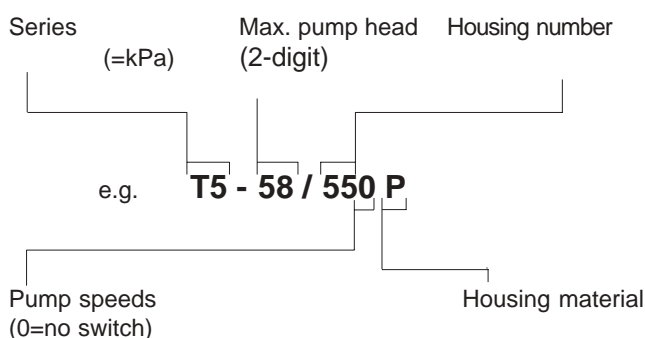 Series Max. pump head Housing number
(=kPa) (2-digit)
e.g. T5 - 58 / 550 P
Pump speeds Housing material
(0=no switch)